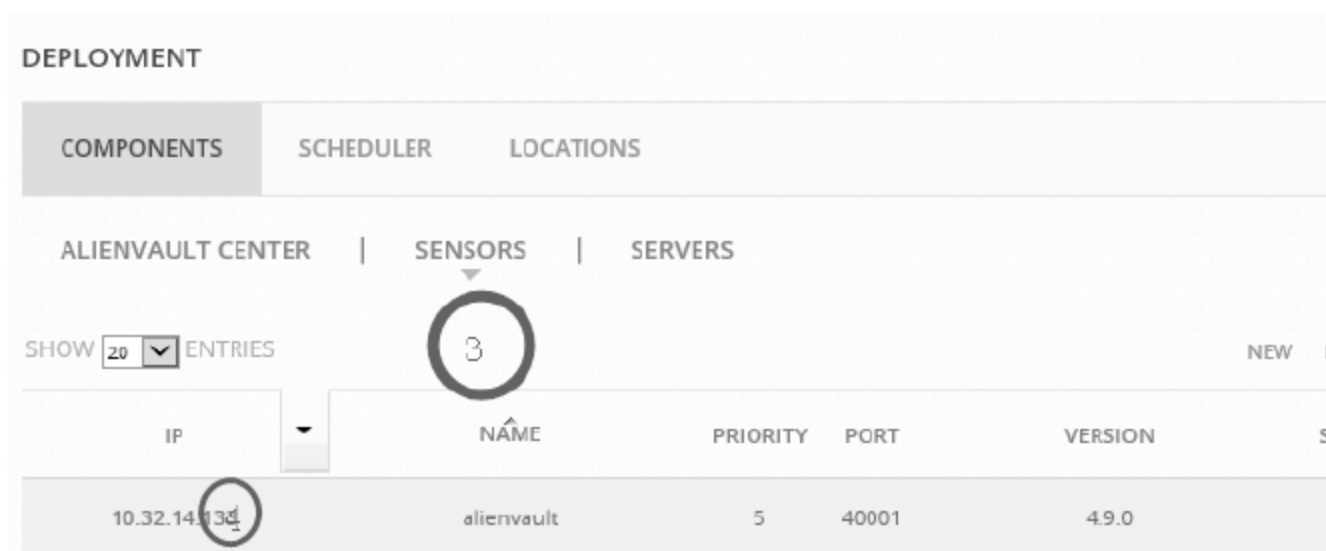 DEPLOYMENT
COMPONENTS SCHEDULER LOCATIONS
ALIENVAULT CENTER | SENSORS | SERVERS
SHOW 20 ENTRIES 3 NEW
IP NAME PRIORITY PORT VERSION
alienvault 5 40001 4.9.0